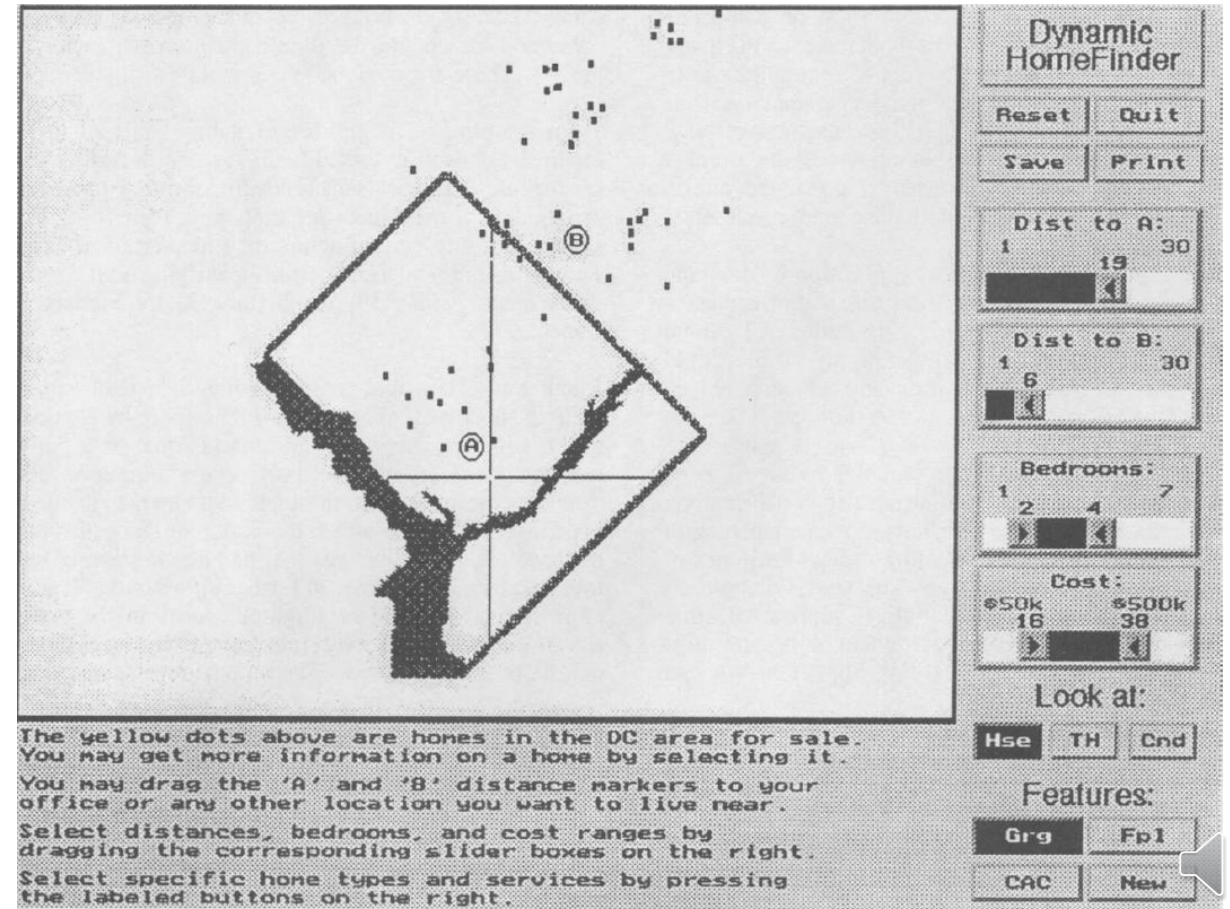 Dynamic
HomeFinder
Reset Quit
Save Print
Dist to A:
1 30
19
Dist to B:
1 30
6
B
A
Bedrooms:
1 7
2 4
Cost:
$50k $500k
16 38
Look at:
Hse TH Cnd
Features:
Grg Fpl
CAC New
The yellow dots above are homes in the DC area for sale.
You may get more information on a home by selecting it.
You may drag the 'A' and 'B' distance markers to your
office or any other location you want to live near.
Select distances, bedrooms, and cost ranges by
dragging the corresponding slider boxes on the right.
Select specific home types and services by pressing
the labeled buttons on the right.